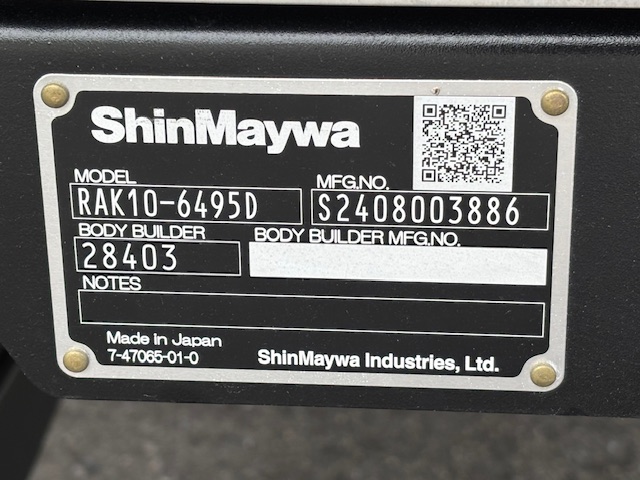 ShinMaywa
MODEL
RAK10-6495D
MFG.NO.
S2408003886
BODY BUILDER
28403
BODY BUILDER MFG.NO.
NOTES
Made in Japan
7-47065-01-0
ShinMaywa Industries, Ltd.